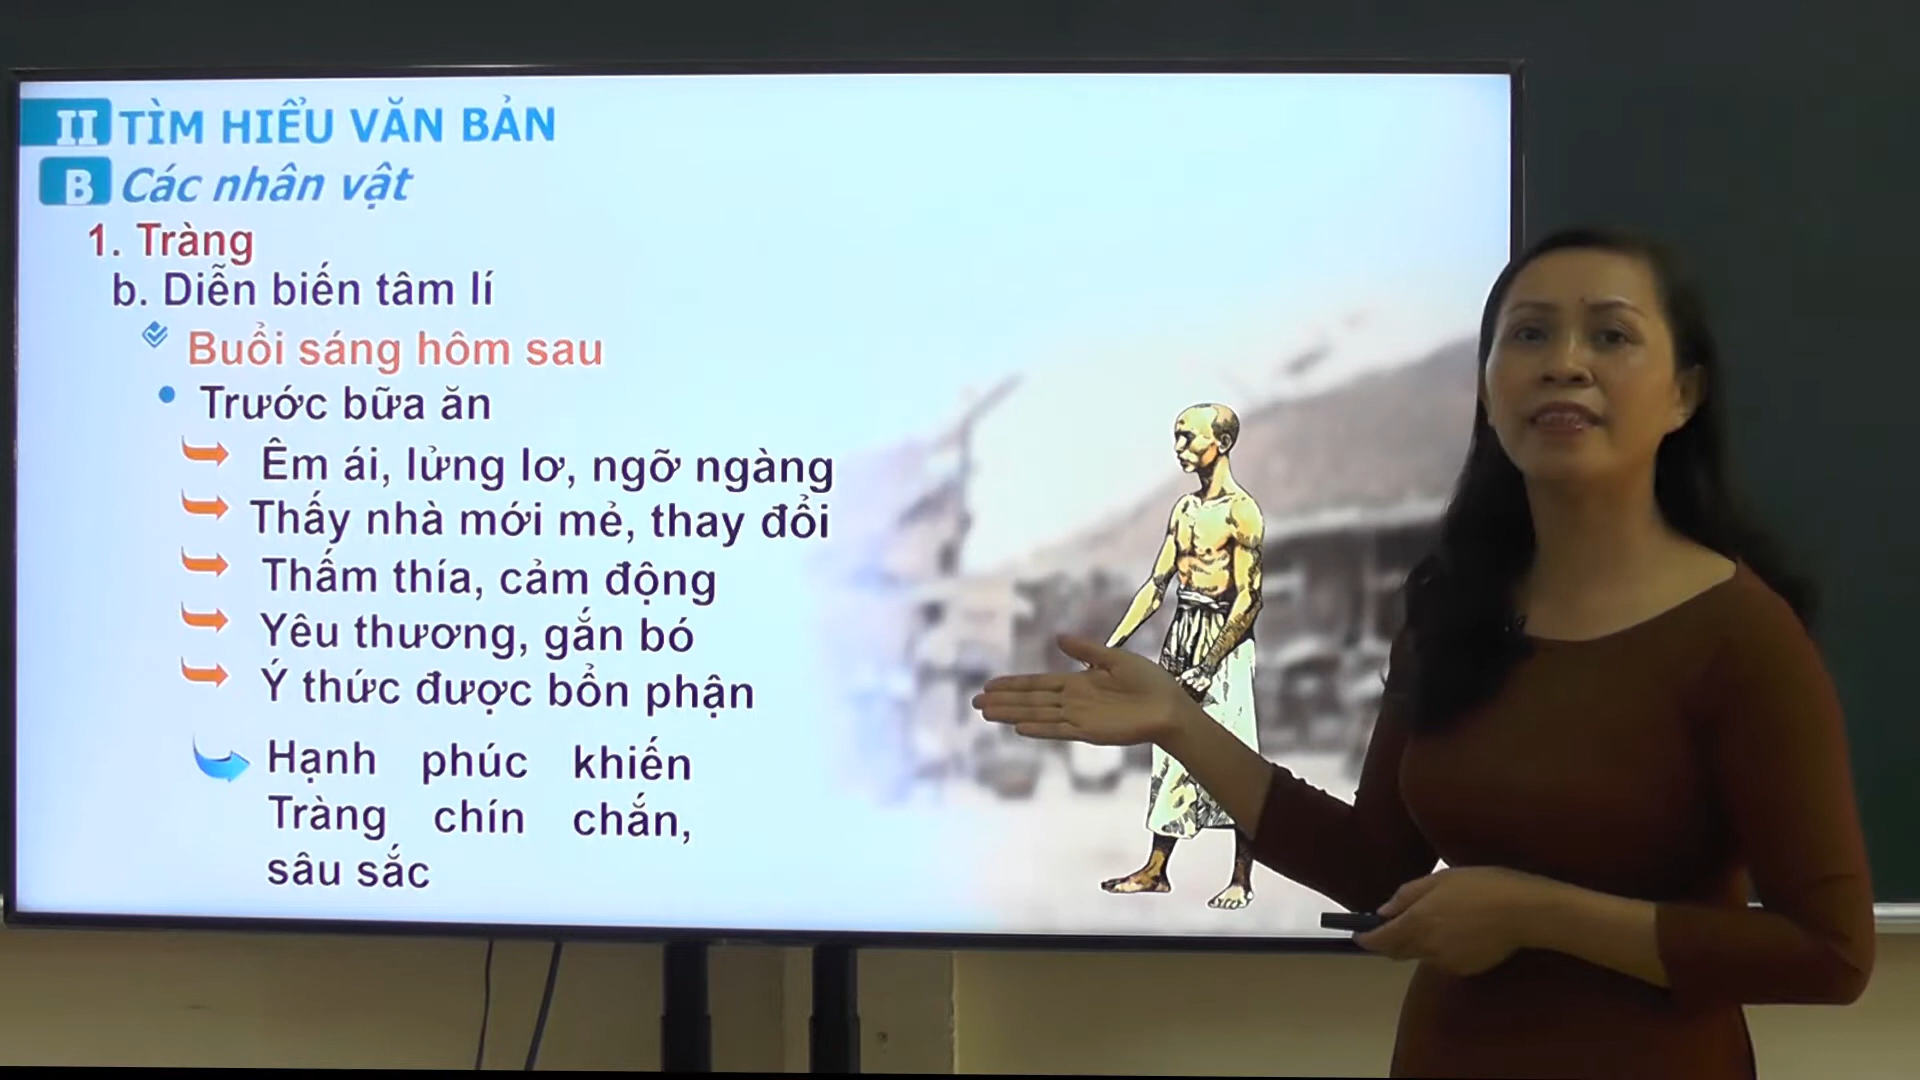 II TÌM HIỂU VĂN BẢN
B Các nhân vật
1. Tràng
b. Diễn biến tâm lí
Buổi sáng hôm sau
Trước bữa ăn
Êm ái, lửng lơ, ngỡ ngàng
Thấy nhà mới mẻ, thay đổi
Thấm thía, cảm động
Yêu thương, gắn bó
Ý thức được bổn phận
Hạnh phúc khiến
Tràng chín chắn,
sâu sắc